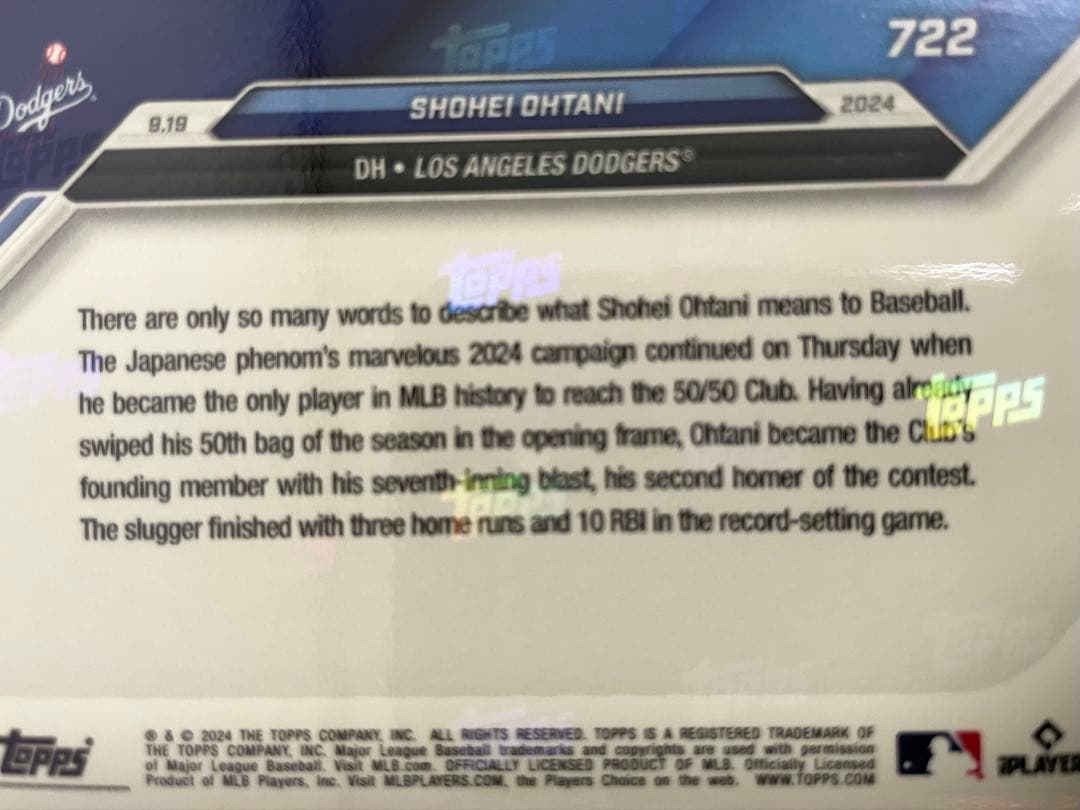 722
Dodgers
9.19
SHOHEI OHTANI
2024
DH • LOS ANGELES DODGERS®
There are only so many words to describe what Shohei Ohtani means to Baseball.
The Japanese phenom's marvelous 2024 campaign continued on Thursday when
he became the only player in MLB history to reach the 50/50 Club. Having already
swiped his 50th bag of the season in the opening frame, Ohtani became the Club's
founding member with his seventh-inning blast, his second homer of the contest.
The slugger finished with three home runs and 10 RBI in the record-setting game.
topps
® & © 2024 THE TOPPS COMPANY, INC. ALL RIGHTS RESERVED. TOPPS IS A REGISTERED TRADEMARK OF
THE TOPPS COMPANY, INC. Major League Baseball trademarks and copyrights are used with permission
of Major League Baseball. Visit MLB.com. OFFICIALLY LICENSED PRODUCT OF MLB. Officially Licensed
Product of MLB Players, Inc. Visit MLBPLAYERS.COM, the Players Choice on the web. WWW.TOPPS.COM